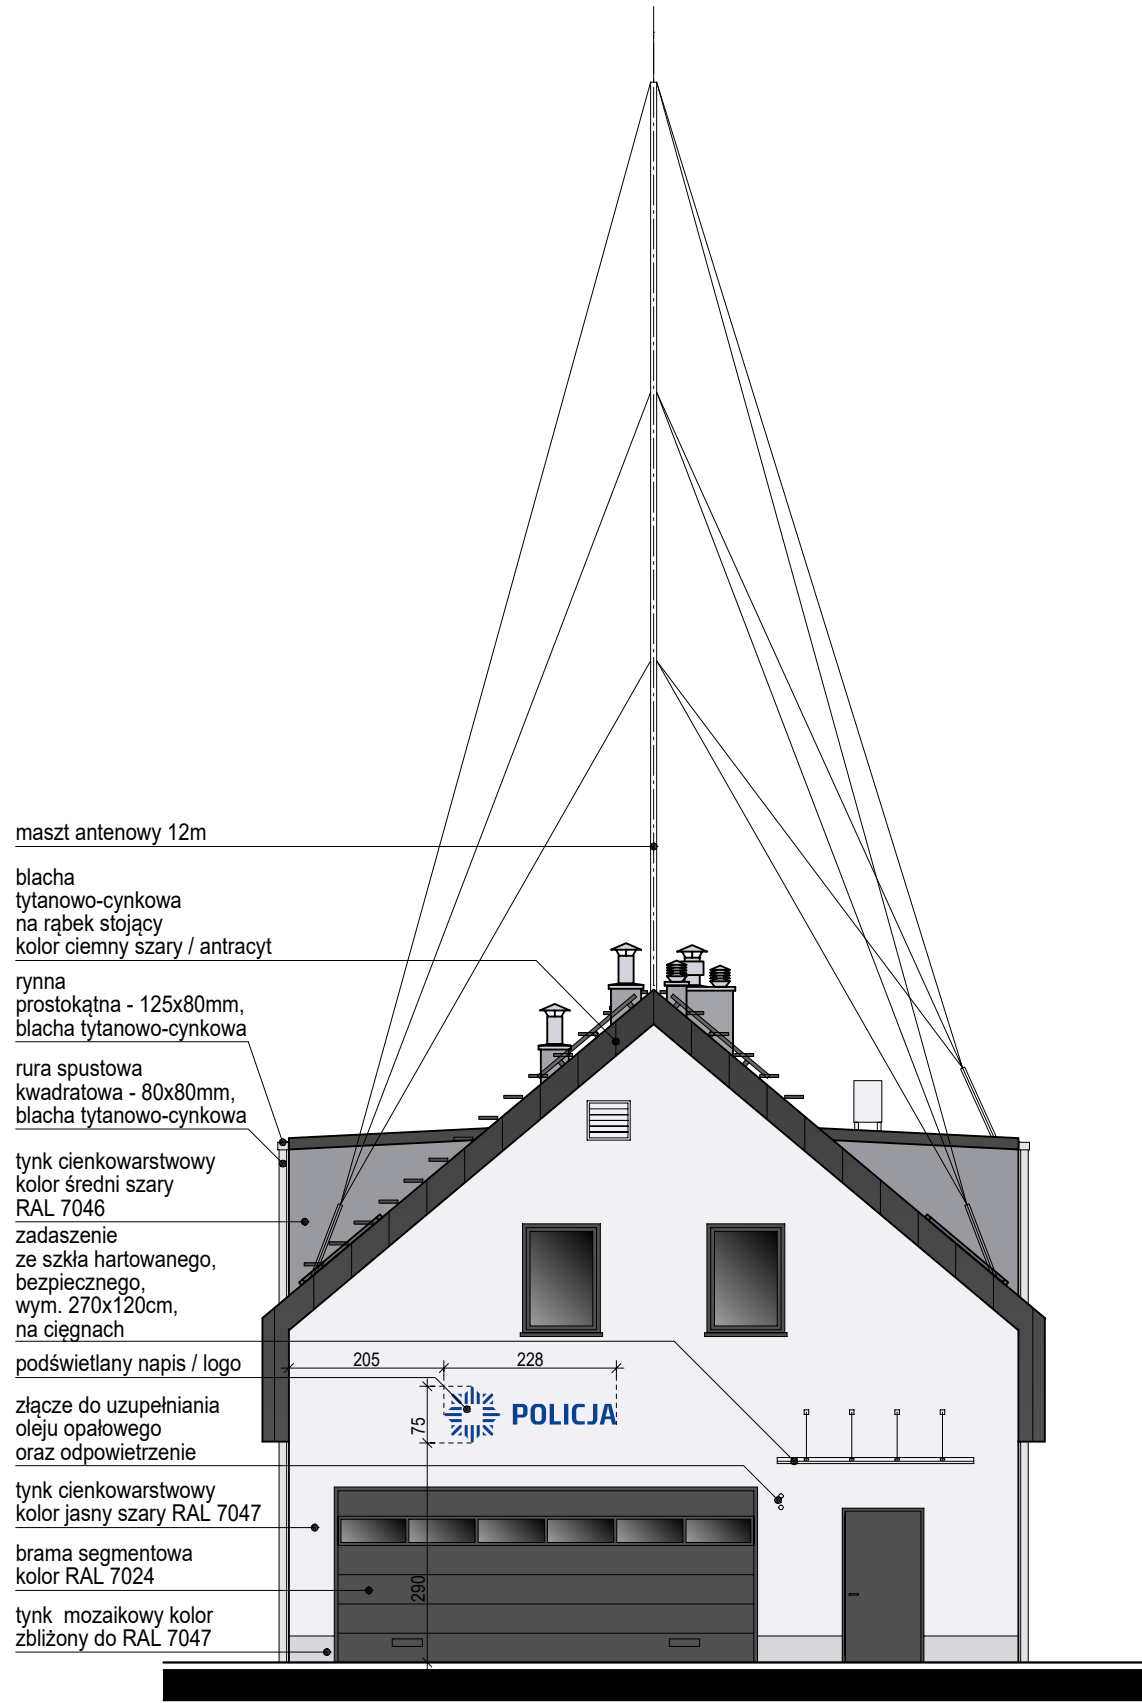 maszt antenowy 12m
blacha
tytanowo-cynkowa
na rąbek stojący
kolor ciemny szary / antracyt
rynna
prostokątna - 125x80mm,
blacha tytanowo-cynkowa
rura spustowa
kwadratowa - 80x80mm,
blacha tytanowo-cynkowa
tynk cienkowarstwowy
kolor średni szary
RAL 7046
zadaszenie
ze szkła hartowanego,
bezpiecznego,
wym. 270x120cm,
na cięgnach
podświetlany napis / logo
złącze do uzupełniania
oleju opałowego
oraz odpowietrzenie
tynk cienkowarstwowy
kolor jasny szary RAL 7047
brama segmentowa
kolor RAL 7024
tynk  mozaikowy kolor
zbliżony do RAL 7047
205
228
75
POLICJA
290